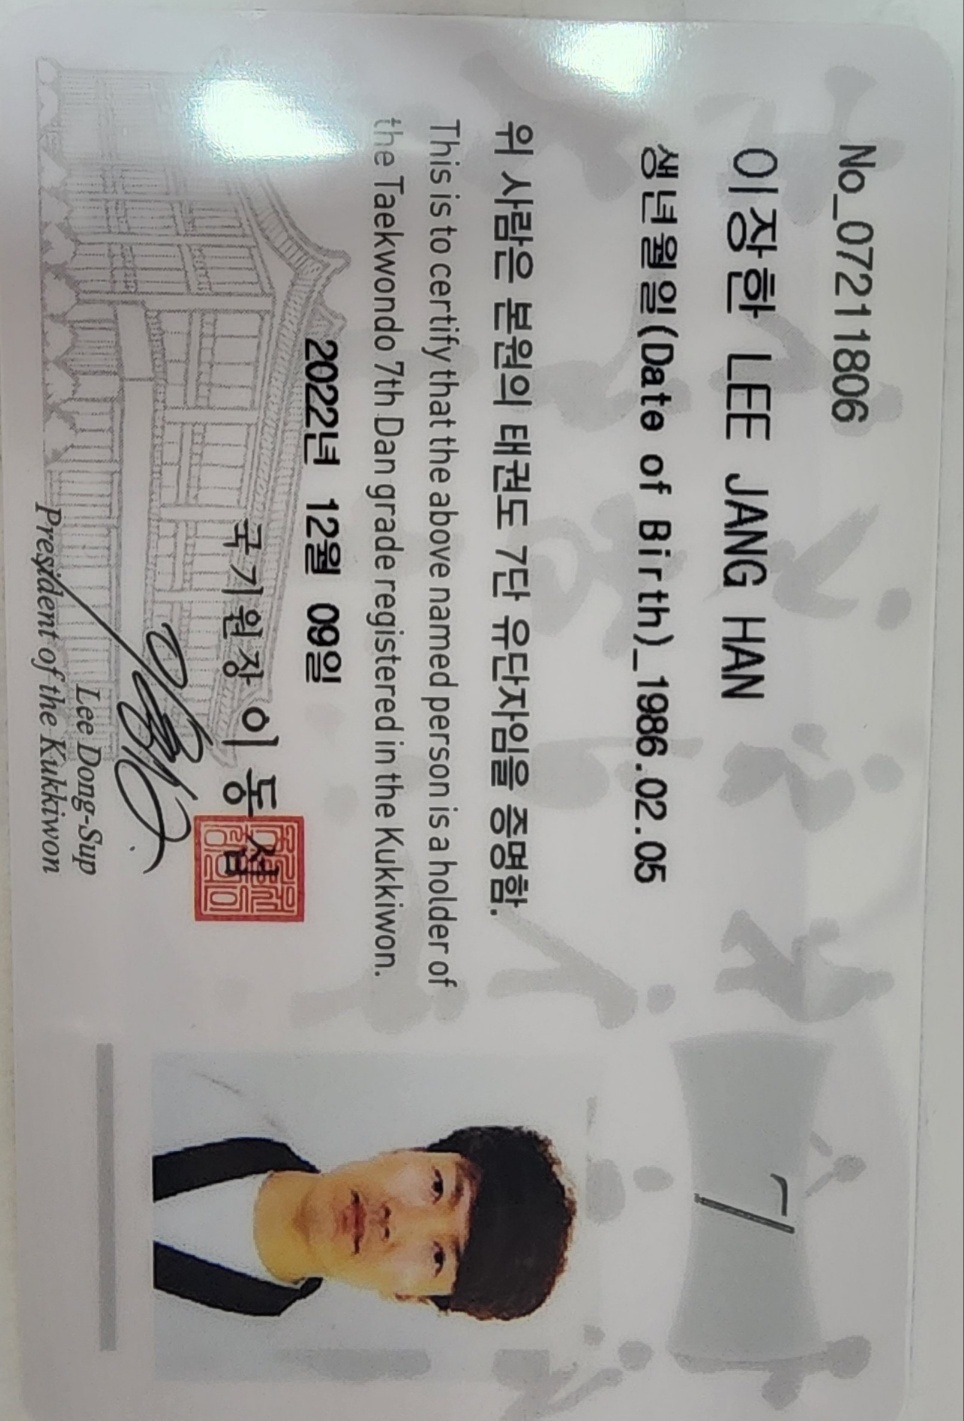 No_07211806
이장한 LEE JANG HAN
생년월일(Date of Birth)_1986.02.05
위 사람은 본원의 태권도 7단 유단자임을 증명함.
This is to certify that the above named person is a holder of
the Taekwondo 7th Dan grade registered in the Kukkiwon.
2022년 12월 09일
국기원장 이동섭
Lee Dong-Sup
President of the Kukkiwon
7